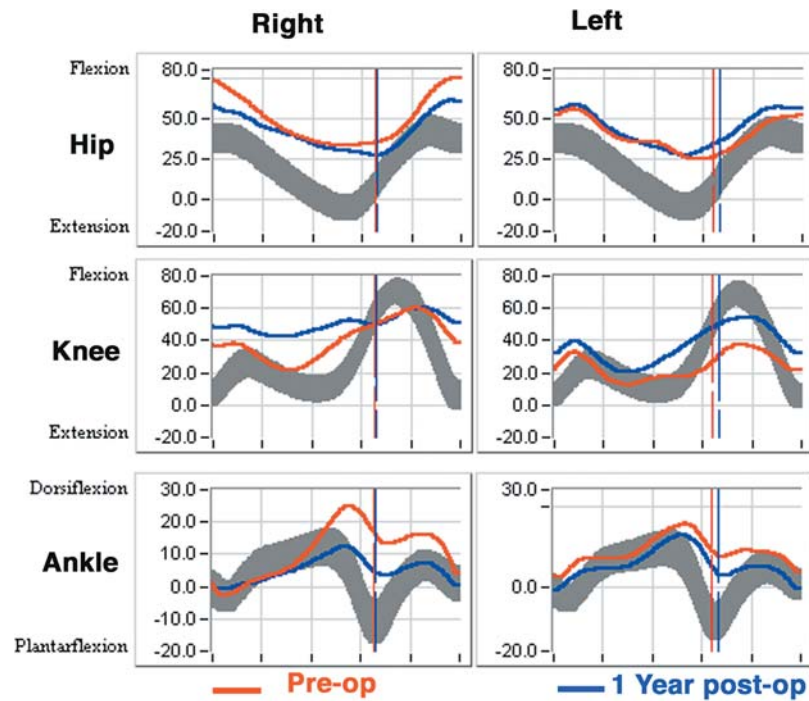 Right Left
Flexion 80.0
50.0
Hip 25.0
0.0
Extension -20.0
80.0
50.0
25.0
0.0
-20.0
Flexion 80.0
60.0
Knee 40.0
20.0
0.0
Extension -20.0
80.0
60.0
40.0
20.0
0.0
-20.0
Dorsiflexion 30.0
20.0
Ankle 10.0
0.0
-10.0
Plantarflexion -20.0
30.0
0.0
-20.0
Pre-op 1 Year post-op